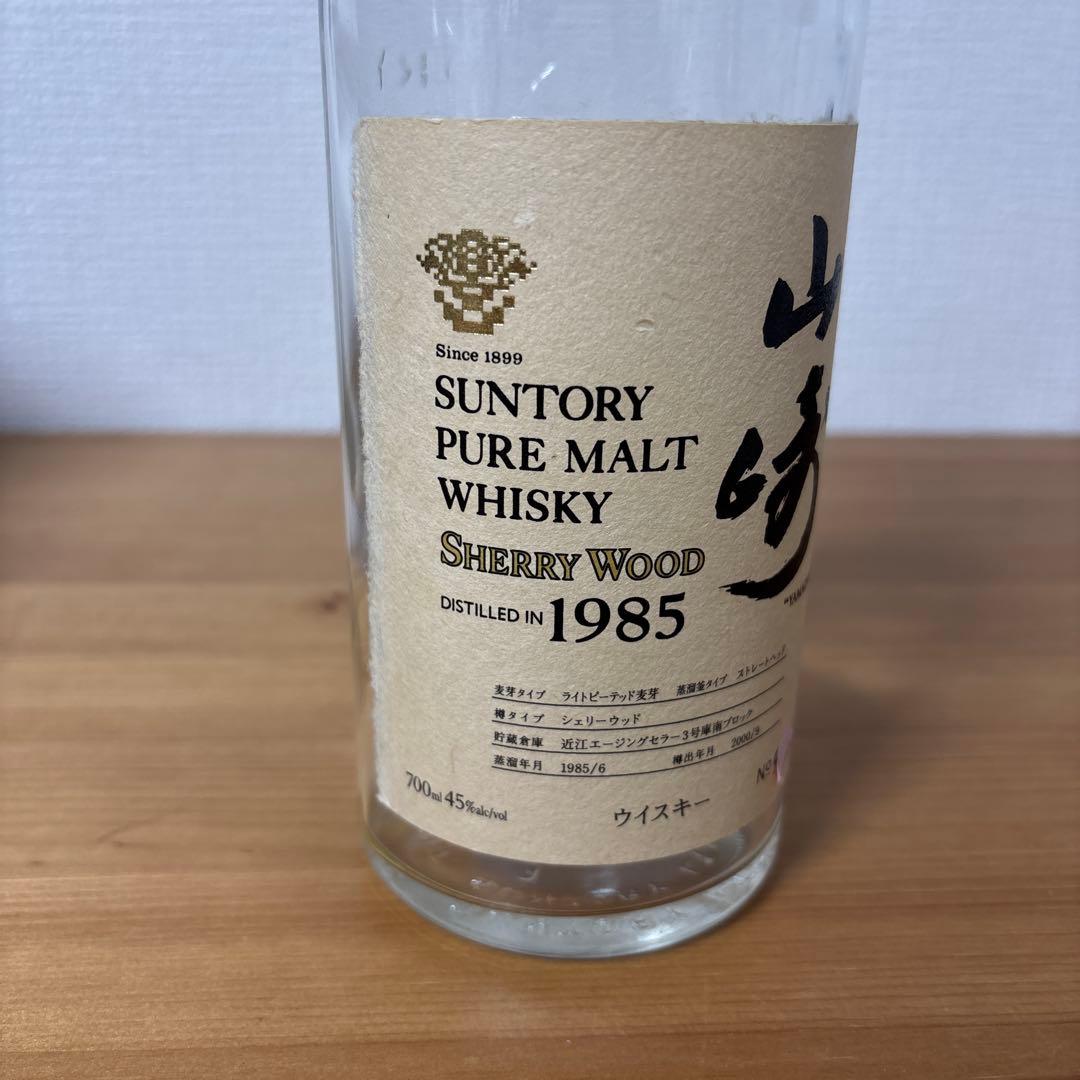 山崎
Since 1899
SUNTORY
PURE MALT
WHISKY
SHERRY WOOD
DISTILLED IN 1985
麦芽タイプ ライトピーテッド麦芽 蒸溜釜タイプ ストレートヘッド
樽タイプ シェリーウッド
貯蔵倉庫 近江エージングセラー3号庫南ブロック
蒸溜年月 1985/6 樽出年月 2000/9
700ml 45%alc/vol
ウイスキー
No